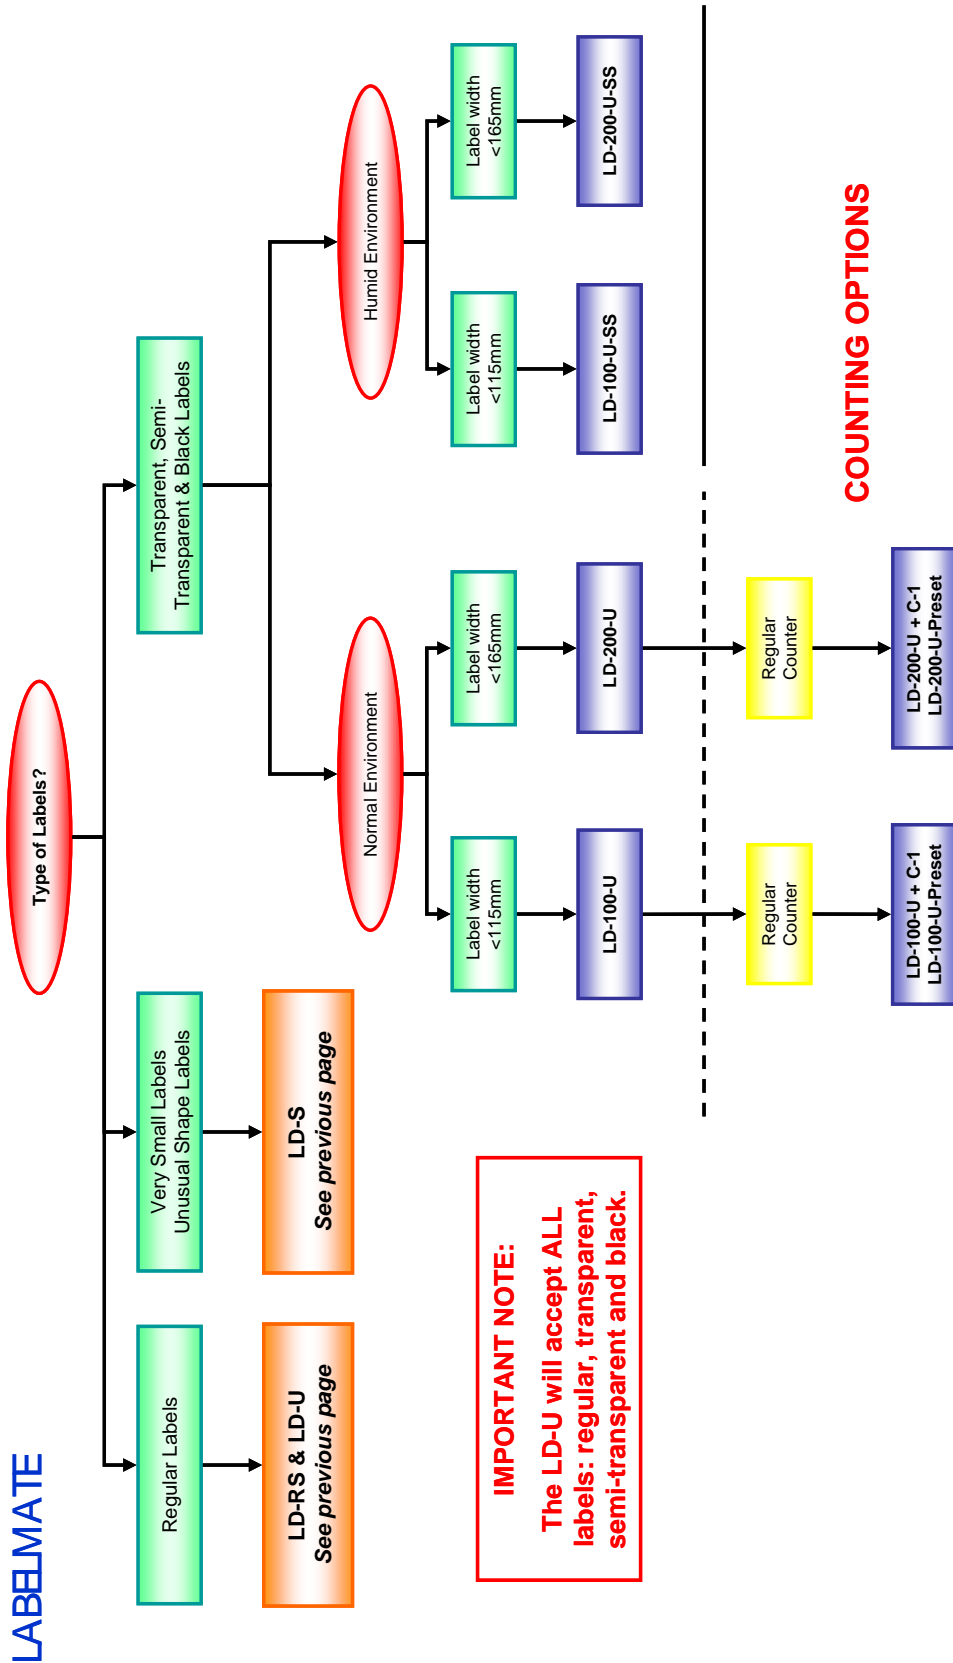 LABELMATE
Type of Labels?
Regular Labels
Very Small Labels
Unusual Shape Labels
Transparent, Semi-
Transparent & Black Labels
LD-RS & LD-U
See previous page
LD-S
See previous page
Normal Environment
Humid Environment
Label width
<115mm
Label width
<165mm
Label width
<115mm
Label width
<165mm
LD-100-U
LD-200-U
LD-100-U-SS
LD-200-U-SS
IMPORTANT NOTE:
The LD-U will accept ALL
labels: regular, transparent,
semi-transparent and black.
Regular
Counter
Regular
Counter
COUNTING OPTIONS
LD-100-U + C-1
LD-100-U-Preset
LD-200-U + C-1
LD-200-U-Preset